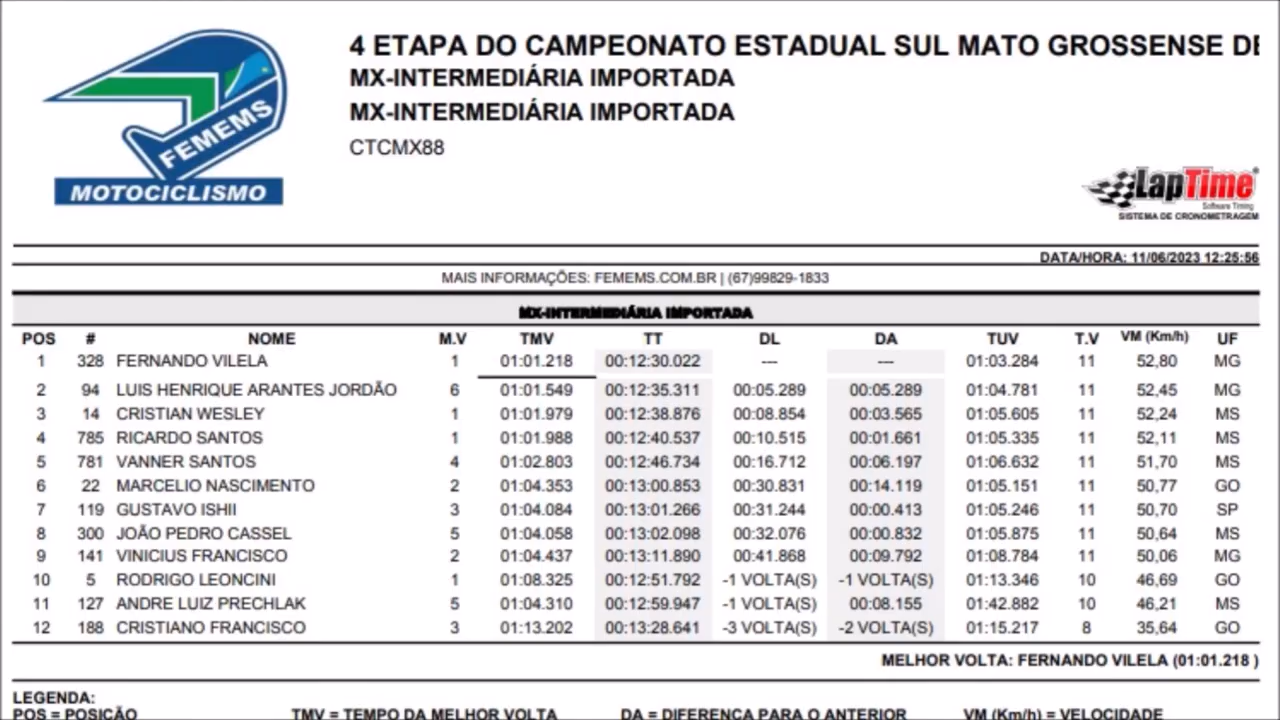 4 ETAPA DO CAMPEONATO ESTADUAL SUL MATO GROSSENSE DE
MX-INTERMEDIÁRIA IMPORTADA
MX-INTERMEDIÁRIA IMPORTADA
CTCMX88
FEMEMS
MOTOCICLISMO
LapTime
Software Timing
SISTEMA DE CRONOMETRAGEM
DATA/HORA: 11/06/2023 12:25:56
MAIS INFORMAÇÕES: FEMEMS.COM.BR | (67)99829-1833
MX-INTERMEDIÁRIA IMPORTADA
POS # NOME M.V TMV TT DL DA TUV T.V VM (Km/h) UF
1 328 FERNANDO VILELA 1 01:01.218 00:12:30.022 --- --- 01:03.284 11 52,80 MG
2 94 LUIS HENRIQUE ARANTES JORDÃO 6 01:01.549 00:12:35.311 00:05.289 00:05.289 01:04.781 11 52,45 MG
3 14 CRISTIAN WESLEY 1 01:01.979 00:12:38.876 00:08.854 00:03.565 01:05.605 11 52,24 MS
4 785 RICARDO SANTOS 1 01:01.988 00:12:40.537 00:10.515 00:01.661 01:05.335 11 52,11 MS
5 781 VANNER SANTOS 4 01:02.803 00:12:46.734 00:16.712 00:06.197 01:06.632 11 51,70 MS
6 22 MARCELIO NASCIMENTO 2 01:04.353 00:13:00.853 00:30.831 00:14.119 01:05.151 11 50,77 GO
7 119 GUSTAVO ISHII 3 01:04.084 00:13:01.266 00:31.244 00:00.413 01:05.246 11 50,70 SP
8 300 JOÃO PEDRO CASSEL 5 01:04.058 00:13:02.098 00:32.076 00:00.832 01:05.875 11 50,64 MS
9 141 VINICIUS FRANCISCO 2 01:04.437 00:13:11.890 00:41.868 00:09.792 01:08.784 11 50,06 MG
10 5 RODRIGO LEONCINI 1 01:08.325 00:12:51.792 -1 VOLTA(S) -1 VOLTA(S) 01:13.346 10 46,69 GO
11 127 ANDRE LUIZ PRECHLAK 5 01:04.310 00:12:59.947 -1 VOLTA(S) 00:08.155 01:42.882 10 46,21 MS
12 188 CRISTIANO FRANCISCO 3 01:13.202 00:13:28.641 -3 VOLTA(S) -2 VOLTA(S) 01:15.217 8 35,64 GO
MELHOR VOLTA: FERNANDO VILELA (01:01.218 )
LEGENDA:
POS = POSIÇÃO TMV = TEMPO DA MELHOR VOLTA DA = DIFERENÇA PARA O ANTERIOR VM (Km/h) = VELOCIDADE